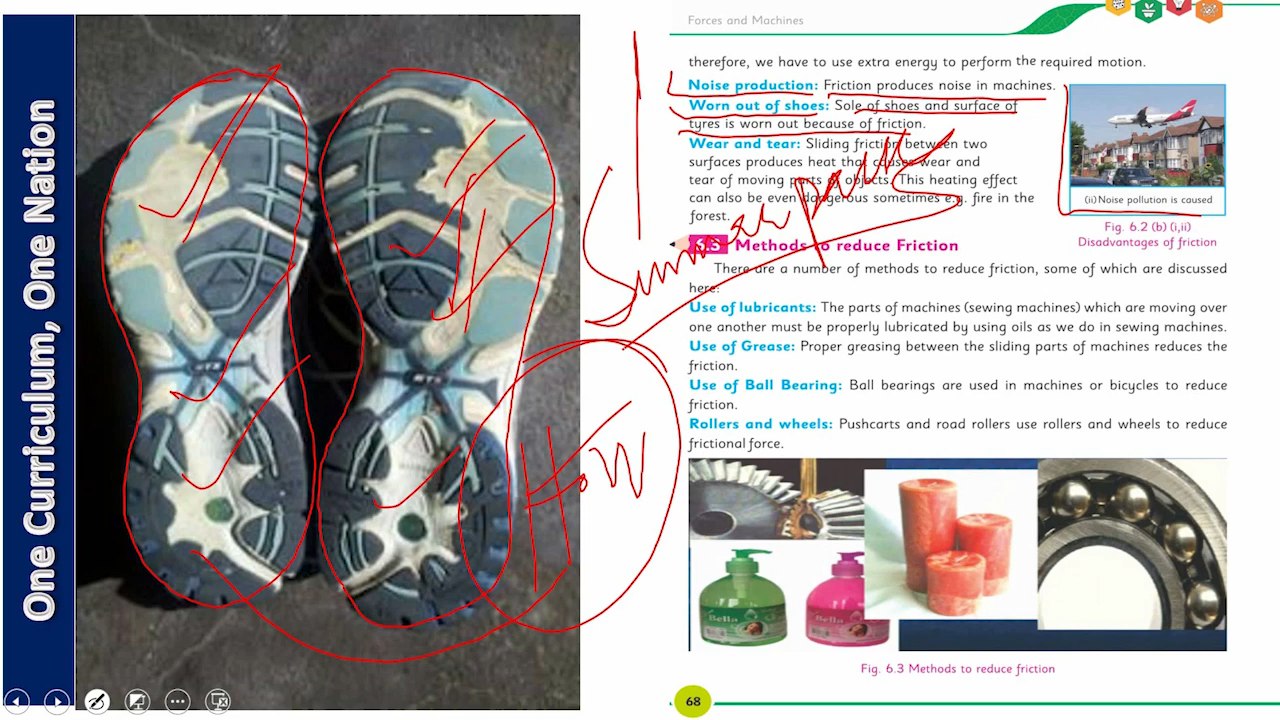 One Curriculum, One Nation
Forces and Machines
therefore, we have to use extra energy to perform the required motion.
Noise production: Friction produces noise in machines.
Worn out of shoes: Sole of shoes and surface of
tyres is worn out because of friction.
Wear and tear: Sliding friction between two
surfaces produces heat that causes wear and
tear of moving parts of objects. This heating effect
can also be even dangerous sometimes e.g. fire in the
forest.
(ii) Noise pollution is caused
Fig. 6.2 (b) (i,ii)
Disadvantages of friction
6.3 Methods to reduce Friction
There are a number of methods to reduce friction, some of which are discussed
here:
Use of lubricants: The parts of machines (sewing machines) which are moving over
one another must be properly lubricated by using oils as we do in sewing machines.
Use of Grease: Proper greasing between the sliding parts of machines reduces the
friction.
Use of Ball Bearing: Ball bearings are used in machines or bicycles to reduce
friction.
Rollers and wheels: Pushcarts and road rollers use rollers and wheels to reduce
frictional force.
Bella
Bella
Fig. 6.3 Methods to reduce friction
68
HoW